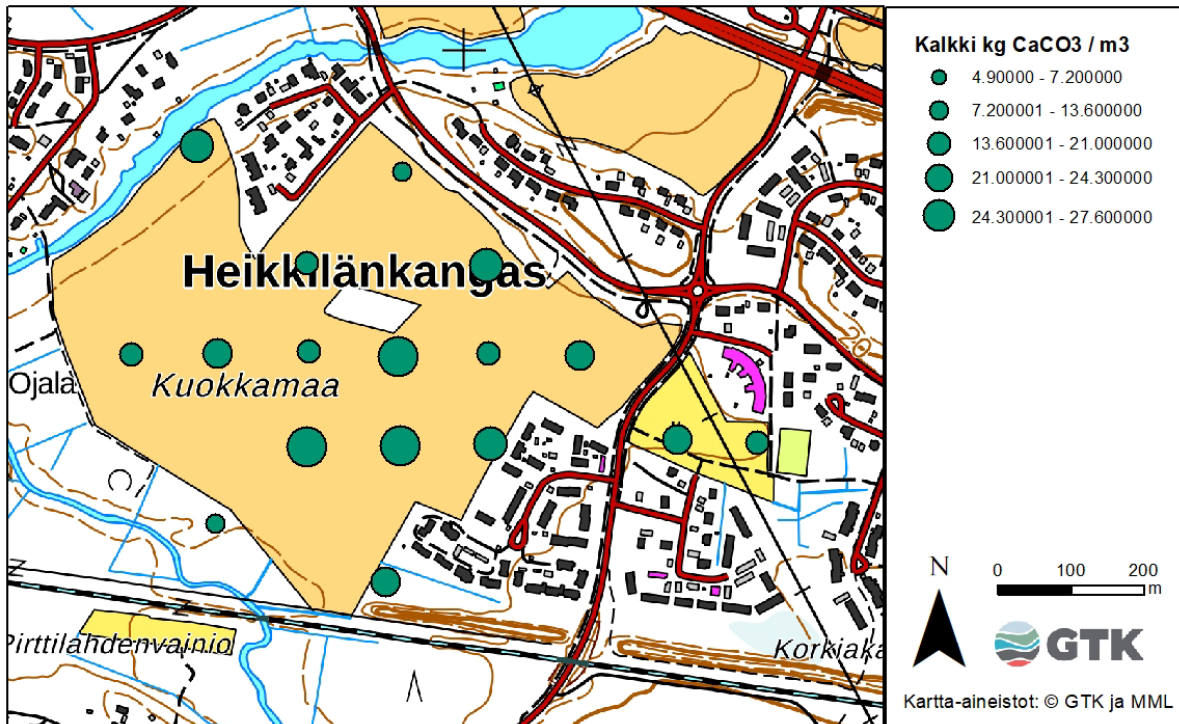 Heikkilänkangas
Kuokkamaa
Ojala
20
Pirttilahdenvainio
Korkiaka
Kalkki kg CaCO3 / m3
4.90000 - 7.200000
7.200001 - 13.600000
13.600001 - 21.000000
21.000001 - 24.300000
24.300001 - 27.600000
N
0 100 200
m
GTK
Kartta-aineistot: © GTK ja MML